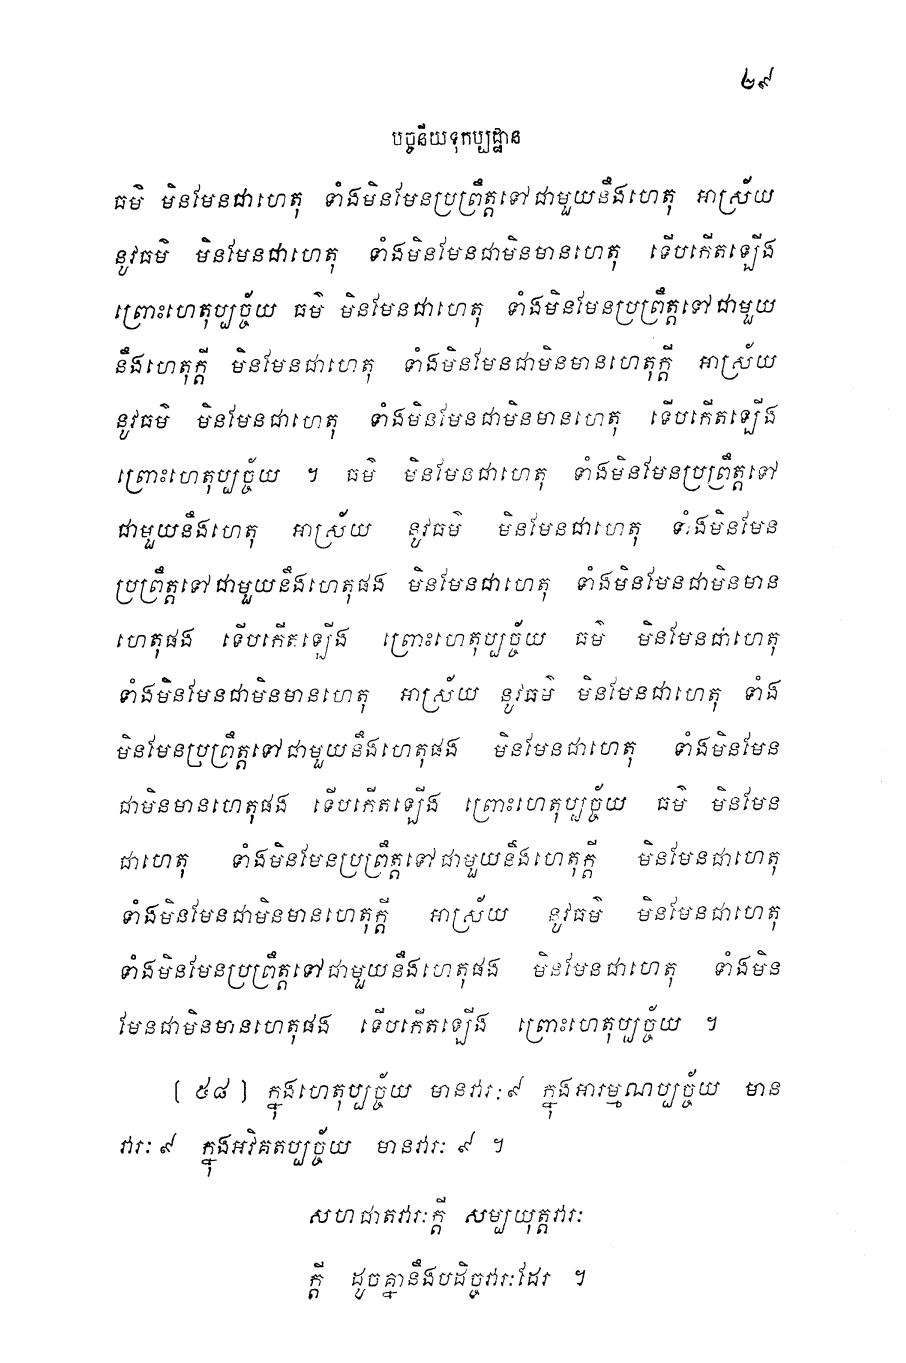 ២៩
បច្ចនីយទុកប្បដ្ឋាន
ធម៌ មិនមែនជាហេតុ ទាំងមិនមែនប្រព្រឹត្តទៅជាមួយនឹងហេតុ អាស្រ័យ
នូវធម៌ មិនមែនជាហេតុ ទាំងមិនមែនជាមិនមានហេតុ ទើបកើតឡើង
ព្រោះហេតុប្បច្ច័យ ធម៌ មិនមែនជាហេតុ ទាំងមិនមែនប្រព្រឹត្តទៅជាមួយ
នឹងហេតុក្តី មិនមែនជាហេតុ ទាំងមិនមែនជាមិនមានហេតុក្តី អាស្រ័យ
នូវធម៌ មិនមែនជាហេតុ ទាំងមិនមែនជាមិនមានហេតុ ទើបកើតឡើង
ព្រោះហេតុប្បច្ច័យ ។ ធម៌ មិនមែនជាហេតុ ទាំងមិនមែនប្រព្រឹត្តទៅ
ជាមួយនឹងហេតុ អាស្រ័យ នូវធម៌ មិនមែនជាហេតុ ទាំងមិនមែន
ប្រព្រឹត្តទៅជាមួយនឹងហេតុផង មិនមែនជាហេតុ ទាំងមិនមែនជាមិនមាន
ហេតុផង ទើបកើតឡើង ព្រោះហេតុប្បច្ច័យ ធម៌ មិនមែនជាហេតុ
ទាំងមិនមែនជាមិនមានហេតុ អាស្រ័យ នូវធម៌ មិនមែនជាហេតុ ទាំង
មិនមែនប្រព្រឹត្តទៅជាមួយនឹងហេតុផង មិនមែនជាហេតុ ទាំងមិនមែន
ជាមិនមានហេតុផង ទើបកើតឡើង ព្រោះហេតុប្បច្ច័យ ធម៌ មិនមែន
ជាហេតុ ទាំងមិនមែនប្រព្រឹត្តទៅជាមួយនឹងហេតុក្តី មិនមែនជាហេតុ
ទាំងមិនមែនជាមិនមានហេតុក្តី អាស្រ័យ នូវធម៌ មិនមែនជាហេតុ
ទាំងមិនមែនប្រព្រឹត្តទៅជាមួយនឹងហេតុផង មិនមែនជាហេតុ ទាំងមិន
មែនជាមិនមានហេតុផង ទើបកើតឡើង ព្រោះហេតុប្បច្ច័យ ។
[ ៥៨ ] ក្នុងហេតុប្បច្ច័យ មានវារៈ ៩ ក្នុងអារម្មណប្បច្ច័យ មាន
វារៈ ៩ ក្នុងអវិគតប្បច្ច័យ មានវារៈ ៩ ។
សហជាតវារៈក្តី សម្បយុត្តវារៈ
ក្តី ដូចគ្នានឹងបដិច្ចវារៈដែរ ។